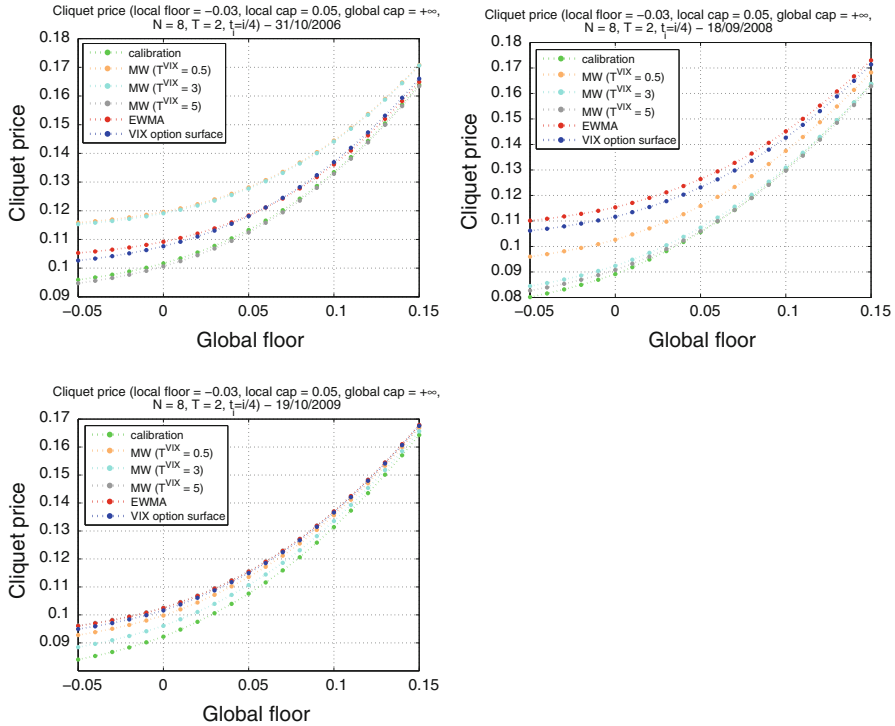 Cliquet price (local floor = −0.03, local cap = 0.05, global cap = +∞,
N = 8, T = 2, t_i=i/4) − 31/10/2006
Cliquet price
0.18
0.17
0.16
0.15
0.14
0.13
0.12
0.11
0.1
0.09
calibration
MW (T^VIX = 0.5)
MW (T^VIX = 3)
MW (T^VIX = 5)
EWMA
VIX option surface
−0.05
0
0.05
0.1
0.15
Global floor
Cliquet price (local floor = −0.03, local cap = 0.05, global cap = +∞,
N = 8, T = 2, t_i=i/4) − 18/09/2008
Cliquet price
0.18
0.17
0.16
0.15
0.14
0.13
0.12
0.11
0.1
0.09
0.08
calibration
MW (T^VIX = 0.5)
MW (T^VIX = 3)
MW (T^VIX = 5)
EWMA
VIX option surface
−0.05
0
0.05
0.1
0.15
Global floor
Cliquet price (local floor = −0.03, local cap = 0.05, global cap = +∞,
N = 8, T = 2, t_i=i/4) − 19/10/2009
Cliquet price
0.17
0.16
0.15
0.14
0.13
0.12
0.11
0.1
0.09
calibration
MW (T^VIX = 0.5)
MW (T^VIX = 3)
MW (T^VIX = 5)
EWMA
VIX option surface
−0.05
0
0.05
0.1
0.15
Global floor